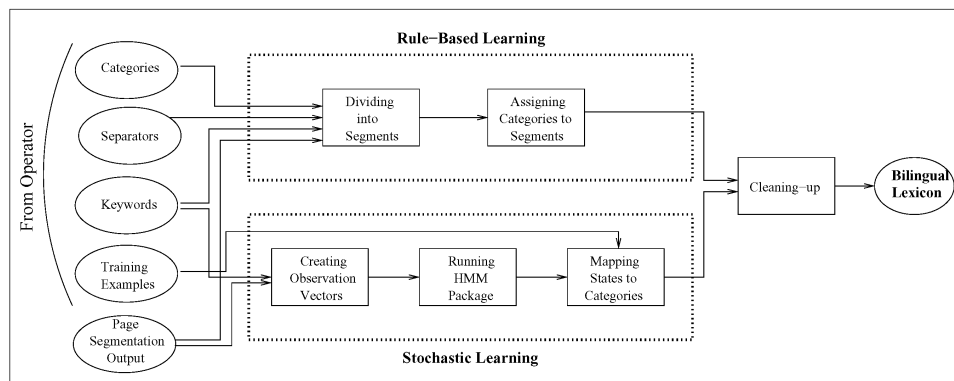 From Operator
Categories
Separators
Keywords
Training
Examples
Page
Segmentation
Output
Rule-Based Learning
Dividing
into
Segments
Assigning
Categories to
Segments
Creating
Observation
Vectors
Running
HMM
Package
Mapping
States to
Categories
Stochastic Learning
Cleaning-up
Bilingual
Lexicon